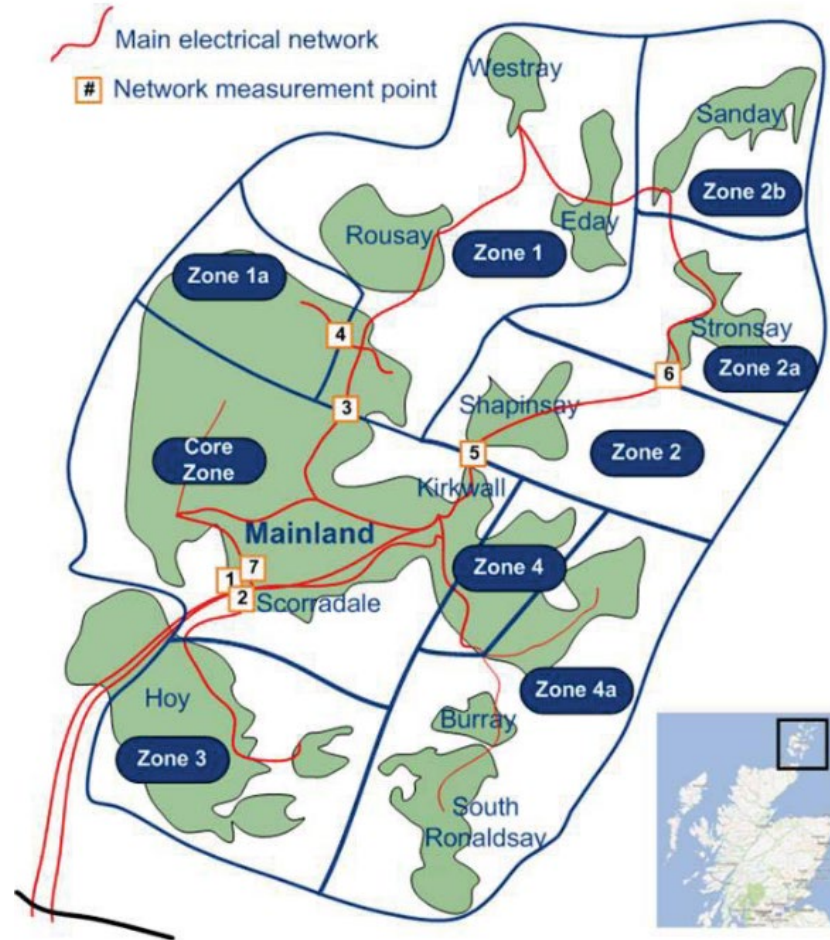 Main electrical network
# Network measurement point
Westray
Sanday
Zone 2b
Rousay
Eday
Zone 1
Zone 1a
4
Stronsay
6
Zone 2a
3
Shapinsay
Core
Zone
5
Zone 2
Kirkwall
Mainland
7
1
2
Scorradale
Zone 4
Hoy
Zone 4a
Burray
Zone 3
South
Ronaldsay